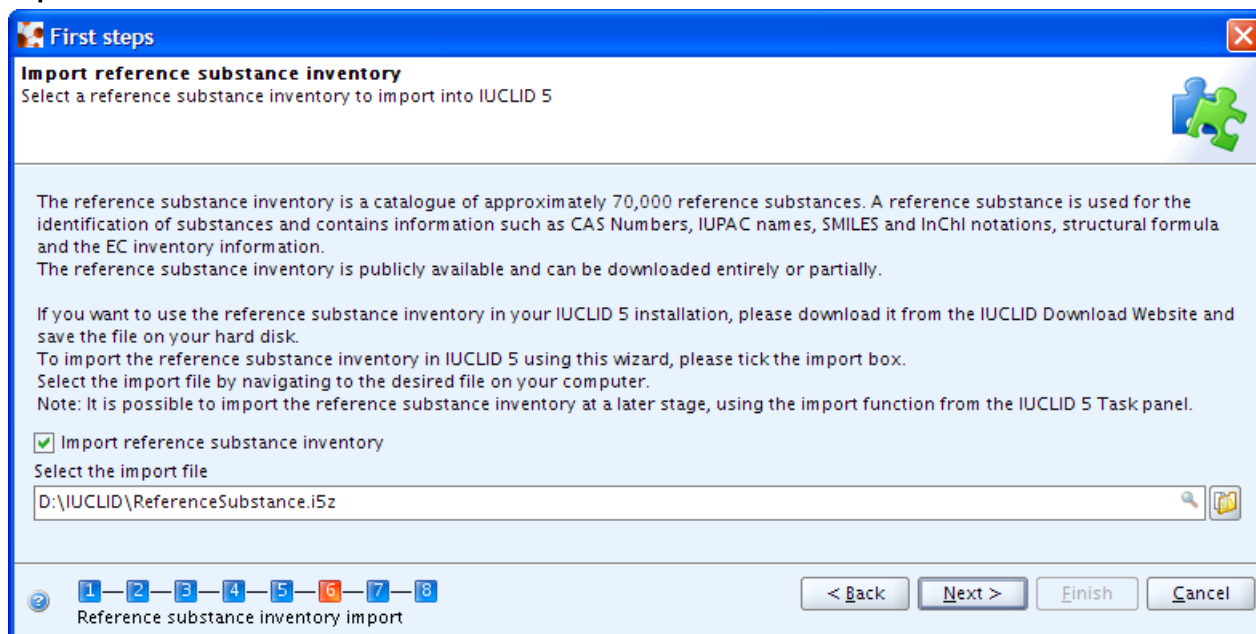 First steps
Import reference substance inventory
Select a reference substance inventory to import into IUCLID 5
The reference substance inventory is a catalogue of approximately 70,000 reference substances. A reference substance is used for the
identification of substances and contains information such as CAS Numbers, IUPAC names, SMILES and InChI notations, structural formula
and the EC inventory information.
The reference substance inventory is publicly available and can be downloaded entirely or partially.
If you want to use the reference substance inventory in your IUCLID 5 installation, please download it from the IUCLID Download Website and
save the file on your hard disk.
To import the reference substance inventory in IUCLID 5 using this wizard, please tick the import box.
Select the import file by navigating to the desired file on your computer.
Note: It is possible to import the reference substance inventory at a later stage, using the import function from the IUCLID 5 Task panel.
Import reference substance inventory
Select the import file
D:\IUCLID\ReferenceSubstance.i5z
1 2 3 4 5 6 7 8
Reference substance inventory import
< Back Next > Finish Cancel